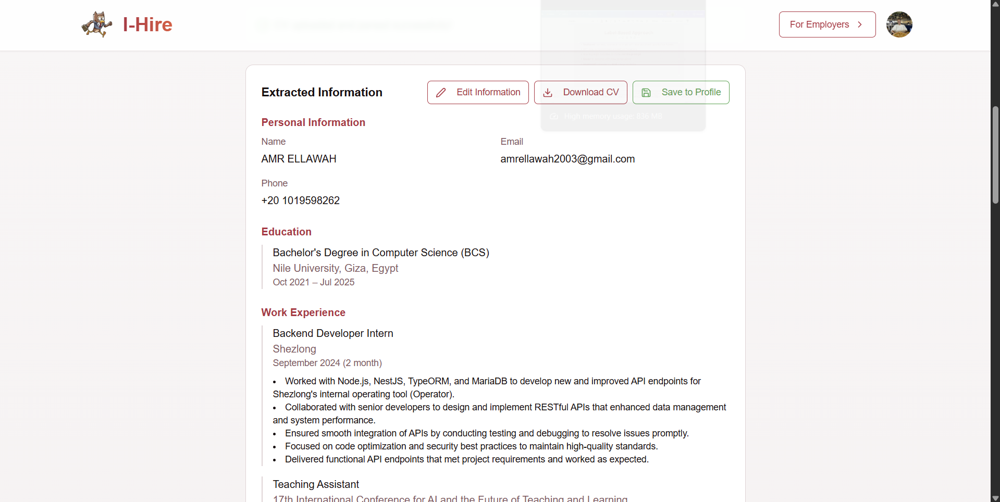 I-Hire
For Employers
Extracted Information
Edit Information
Download CV
Save to Profile
High memory usage: 836 MB
Personal Information
Name
Email
AMR ELLAWAH
amrellawah2003@gmail.com
Phone
+20 1019598262
Education
Bachelor's Degree in Computer Science (BCS)
Nile University, Giza, Egypt
Oct 2021 – Jul 2025
Work Experience
Backend Developer Intern
Shezlong
September 2024 (2 month)
• Worked with Node.js, NestJS, TypeORM, and MariaDB to develop new and improved API endpoints for
Shezlong's internal operating tool (Operator).
• Collaborated with senior developers to design and implement RESTful APIs that enhanced data management
and system performance.
• Ensured smooth integration of APIs by conducting testing and debugging to resolve issues promptly.
• Focused on code optimization and security best practices to maintain high-quality standards.
• Delivered functional API endpoints that met project requirements and worked as expected.
Teaching Assistant
17th International Conference for AI and the Future of Teaching and Learning